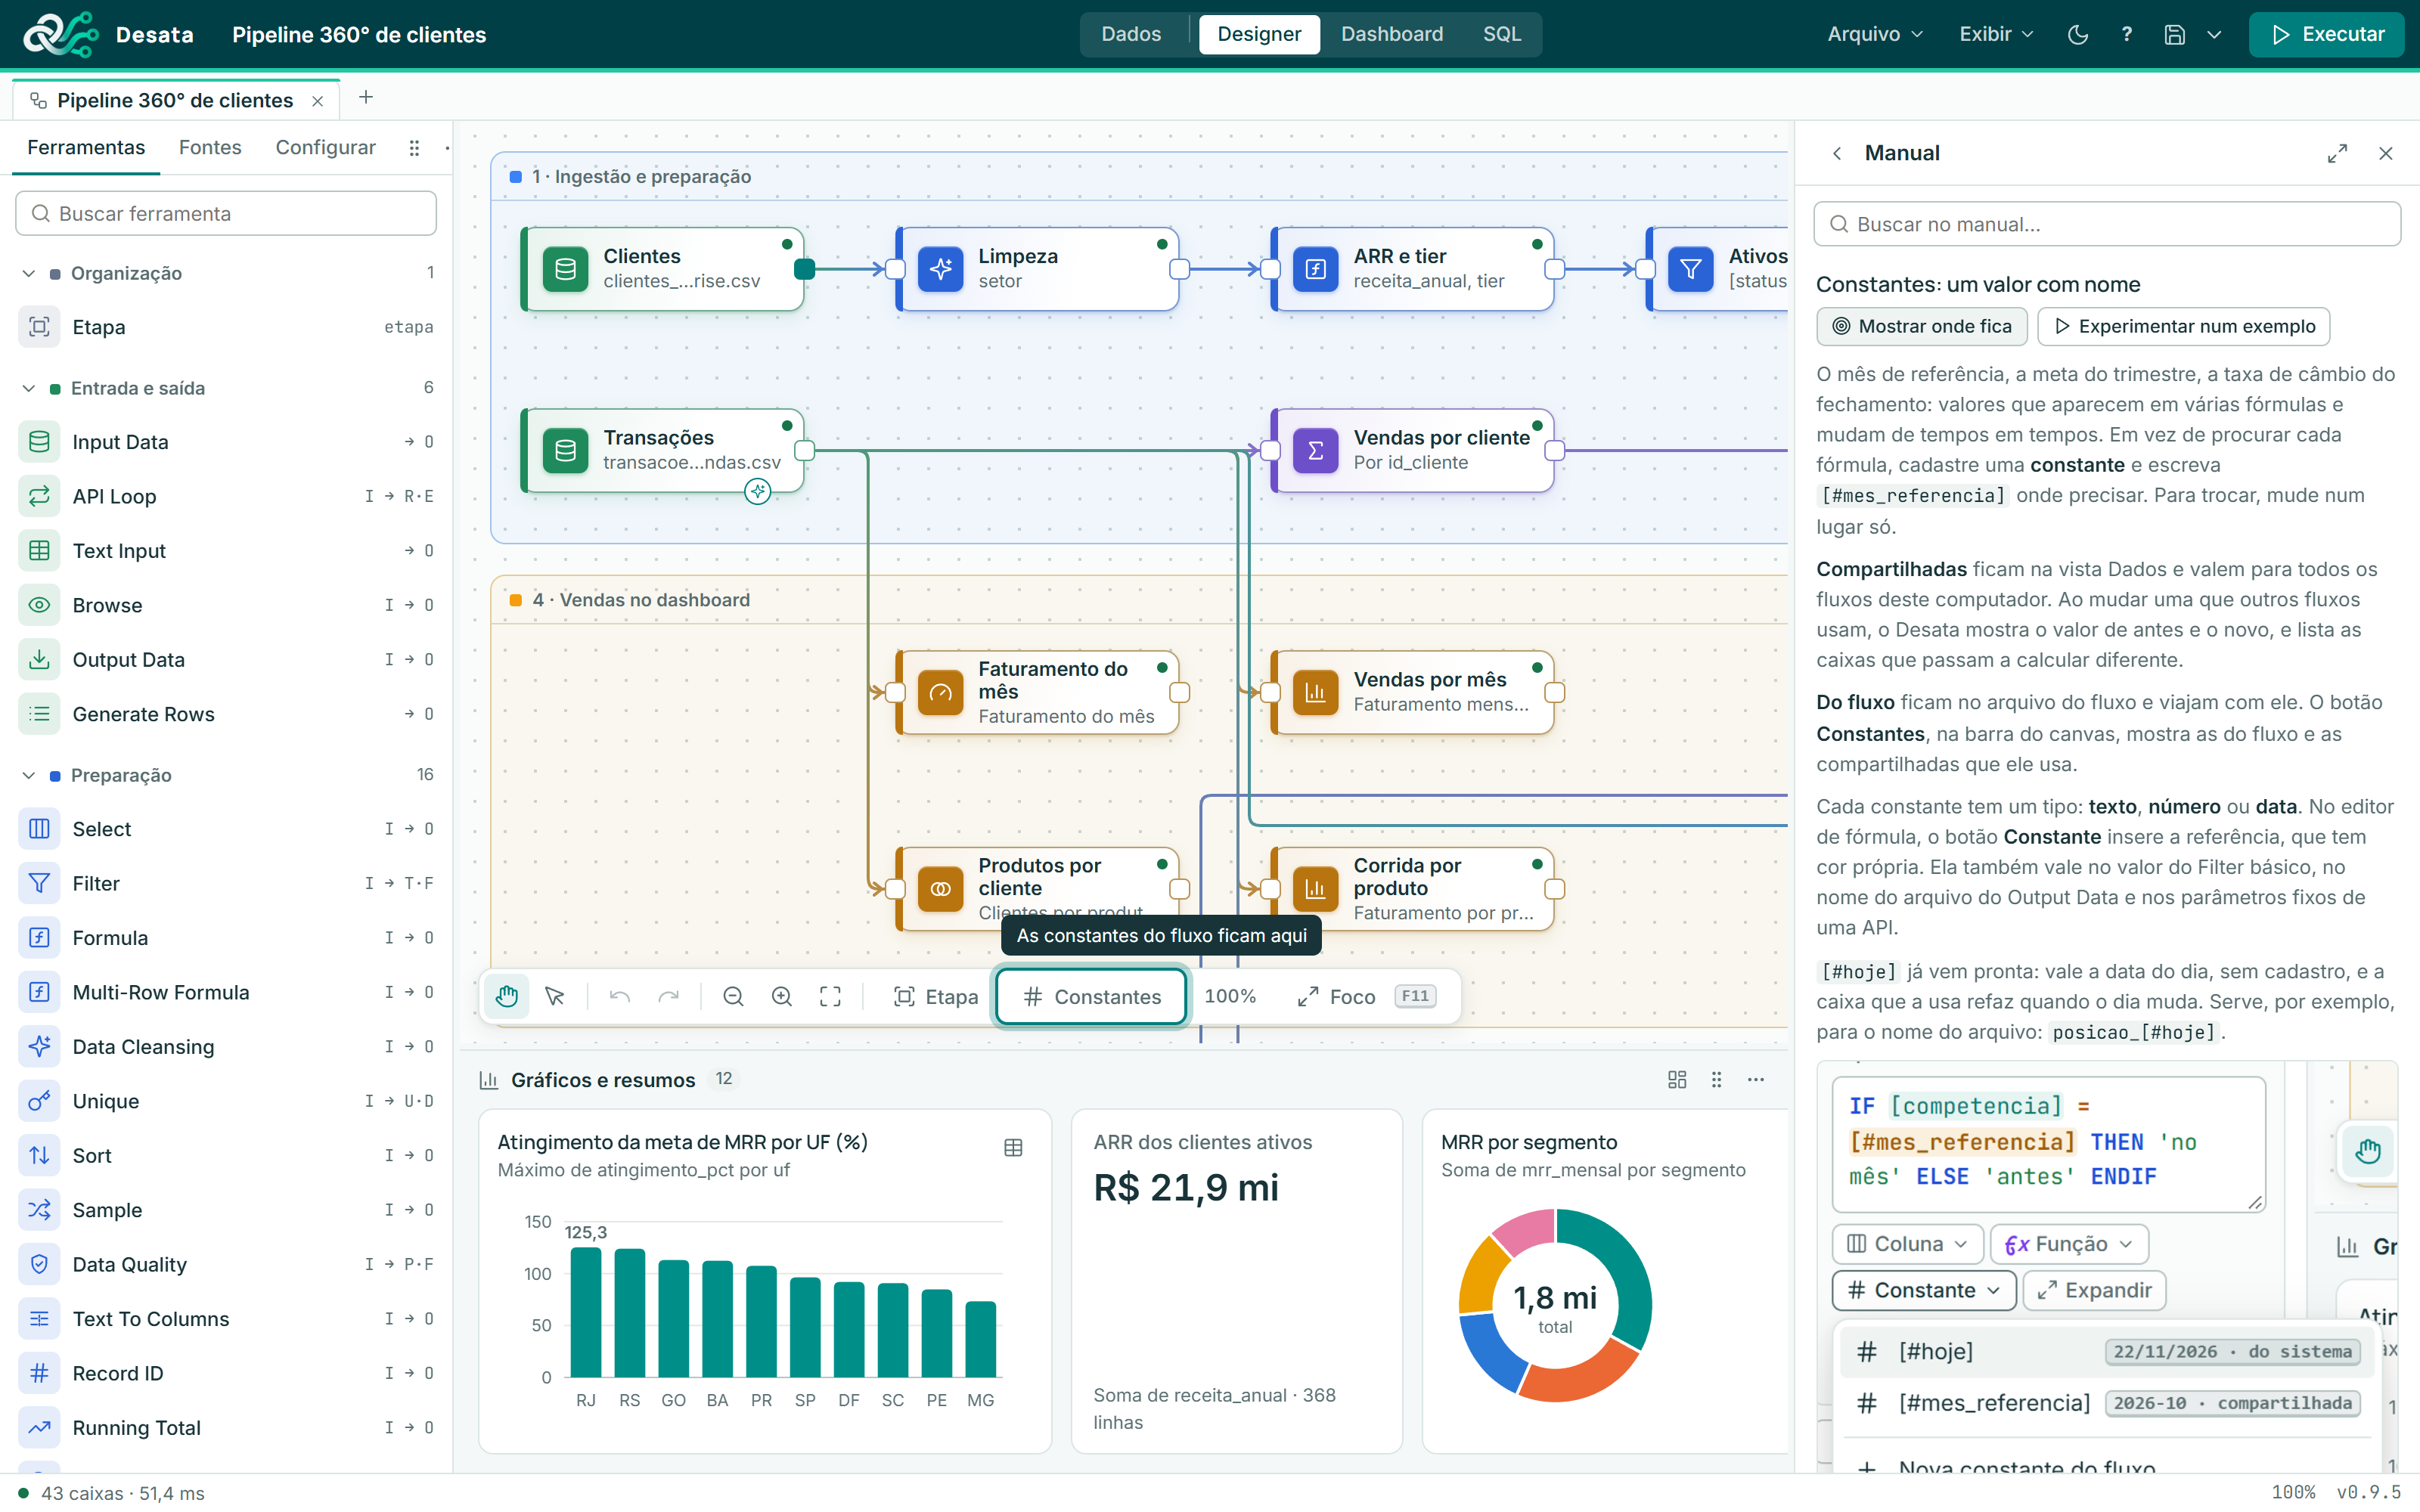 Desata
Pipeline 360° de clientes
Dados
Designer
Dashboard
SQL
Arquivo
Exibir
?
Executar
Pipeline 360° de clientes
Ferramentas
Fontes
Configurar
Buscar ferramenta
Organização 1
Etapa etapa
Entrada e saída 6
Input Data → O
API Loop I → R·E
Text Input → O
Browse I → O
Output Data I → O
Generate Rows → O
Preparação 16
Select I → O
Filter I → T·F
Formula I → O
Multi-Row Formula I → O
Data Cleansing I → O
Unique I → U·D
Sort I → O
Sample I → O
Data Quality I → P·F
Text To Columns I → O
Record ID I → O
Running Total I → O
1 · Ingestão e preparação
Clientes
clientes_...rise.csv
Limpeza
setor
ARR e tier
receita_anual, tier
Ativos
[status
Transações
transacoe...ndas.csv
Vendas por cliente
Por id_cliente
4 · Vendas no dashboard
Faturamento do
mês
Faturamento do mês
Vendas por mês
Faturamento mens...
Produtos por
cliente
Clientes por produt
Corrida por
produto
Faturamento por pr...
As constantes do fluxo ficam aqui
Etapa
# Constantes
100%
Foco F11
Gráficos e resumos 12
Atingimento da meta de MRR por UF (%)
Máximo de atingimento_pct por uf
150
125,3
100
50
0
RJ RS GO BA PR SP DF SC PE MG
ARR dos clientes ativos
R$ 21,9 mi
Soma de receita_anual · 368
linhas
MRR por segmento
Soma de mrr_mensal por segmento
1,8 mi
total
Manual
Buscar no manual...
Constantes: um valor com nome
Mostrar onde fica
Experimentar num exemplo
O mês de referência, a meta do trimestre, a taxa de câmbio do
fechamento: valores que aparecem em várias fórmulas e
mudam de tempos em tempos. Em vez de procurar cada
fórmula, cadastre uma constante e escreva
[#mes_referencia] onde precisar. Para trocar, mude num
lugar só.
Compartilhadas ficam na vista Dados e valem para todos os
fluxos deste computador. Ao mudar uma que outros fluxos
usam, o Desata mostra o valor de antes e o novo, e lista as
caixas que passam a calcular diferente.
Do fluxo ficam no arquivo do fluxo e viajam com ele. O botão
Constantes, na barra do canvas, mostra as do fluxo e as
compartilhadas que ele usa.
Cada constante tem um tipo: texto, número ou data. No editor
de fórmula, o botão Constante insere a referência, que tem
cor própria. Ela também vale no valor do Filter básico, no
nome do arquivo do Output Data e nos parâmetros fixos de
uma API.
[#hoje] já vem pronta: vale a data do dia, sem cadastro, e a
caixa que a usa refaz quando o dia muda. Serve, por exemplo,
para o nome do arquivo: posicao_[#hoje].
IF [competencia] =
[#mes_referencia] THEN 'no
mês' ELSE 'antes' ENDIF
Coluna
fx Função
# Constante
Expandir
# [#hoje] 22/11/2026 · do sistema
# [#mes_referencia] 2026-10 · compartilhada
+ Nova constante do fluxo
43 caixas · 51,4 ms
100%
v0.9.5